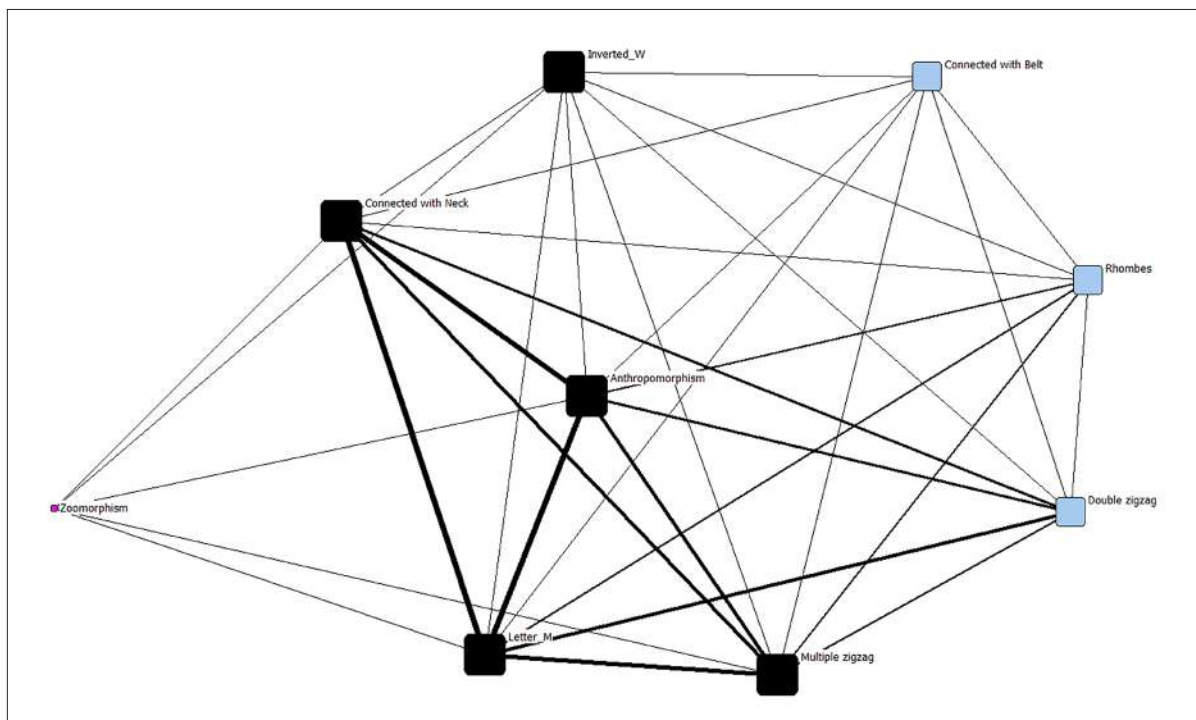 Inverted_W
Connected with Belt
Connected with Neck
Rhombes
Anthropomorphism
Double zigzag
Zoomorphism
Letter_M
Multiple zigzag